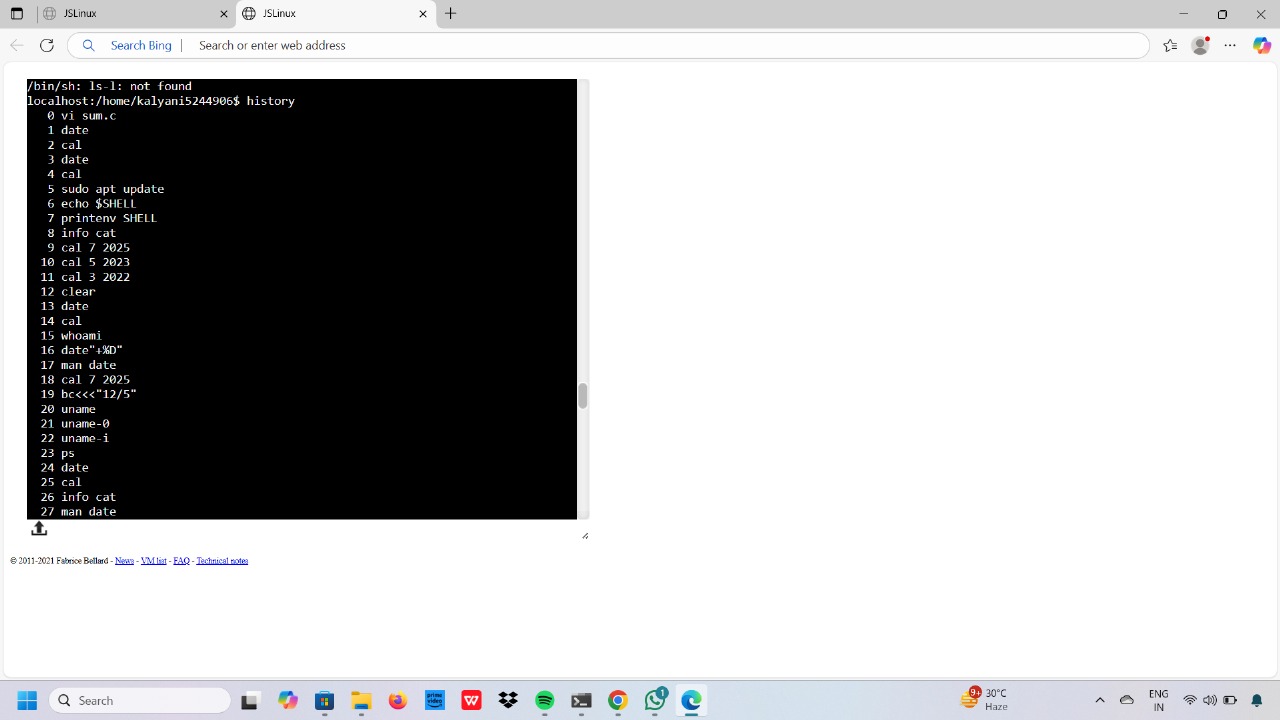 JSLinux
JSLinux
Search Bing
Search or enter web address
/bin/sh: ls-l: not found
localhost:/home/kalyani5244906$ history
0 vi sum.c
1 date
2 cal
3 date
4 cal
5 sudo apt update
6 echo $SHELL
7 printenv SHELL
8 info cat
9 cal 7 2025
10 cal 5 2023
11 cal 3 2022
12 clear
13 date
14 cal
15 whoami
16 date"+%D"
17 man date
18 cal 7 2025
19 bc<<<"12/5"
20 uname
21 uname-0
22 uname-i
23 ps
24 date
25 cal
26 info cat
27 man date
© 2011-2021 Fabrice Bellard - News - VM list - FAQ - Technical notes
Search
prime video
W
1
9+
30°C
Haze
ENG
IN